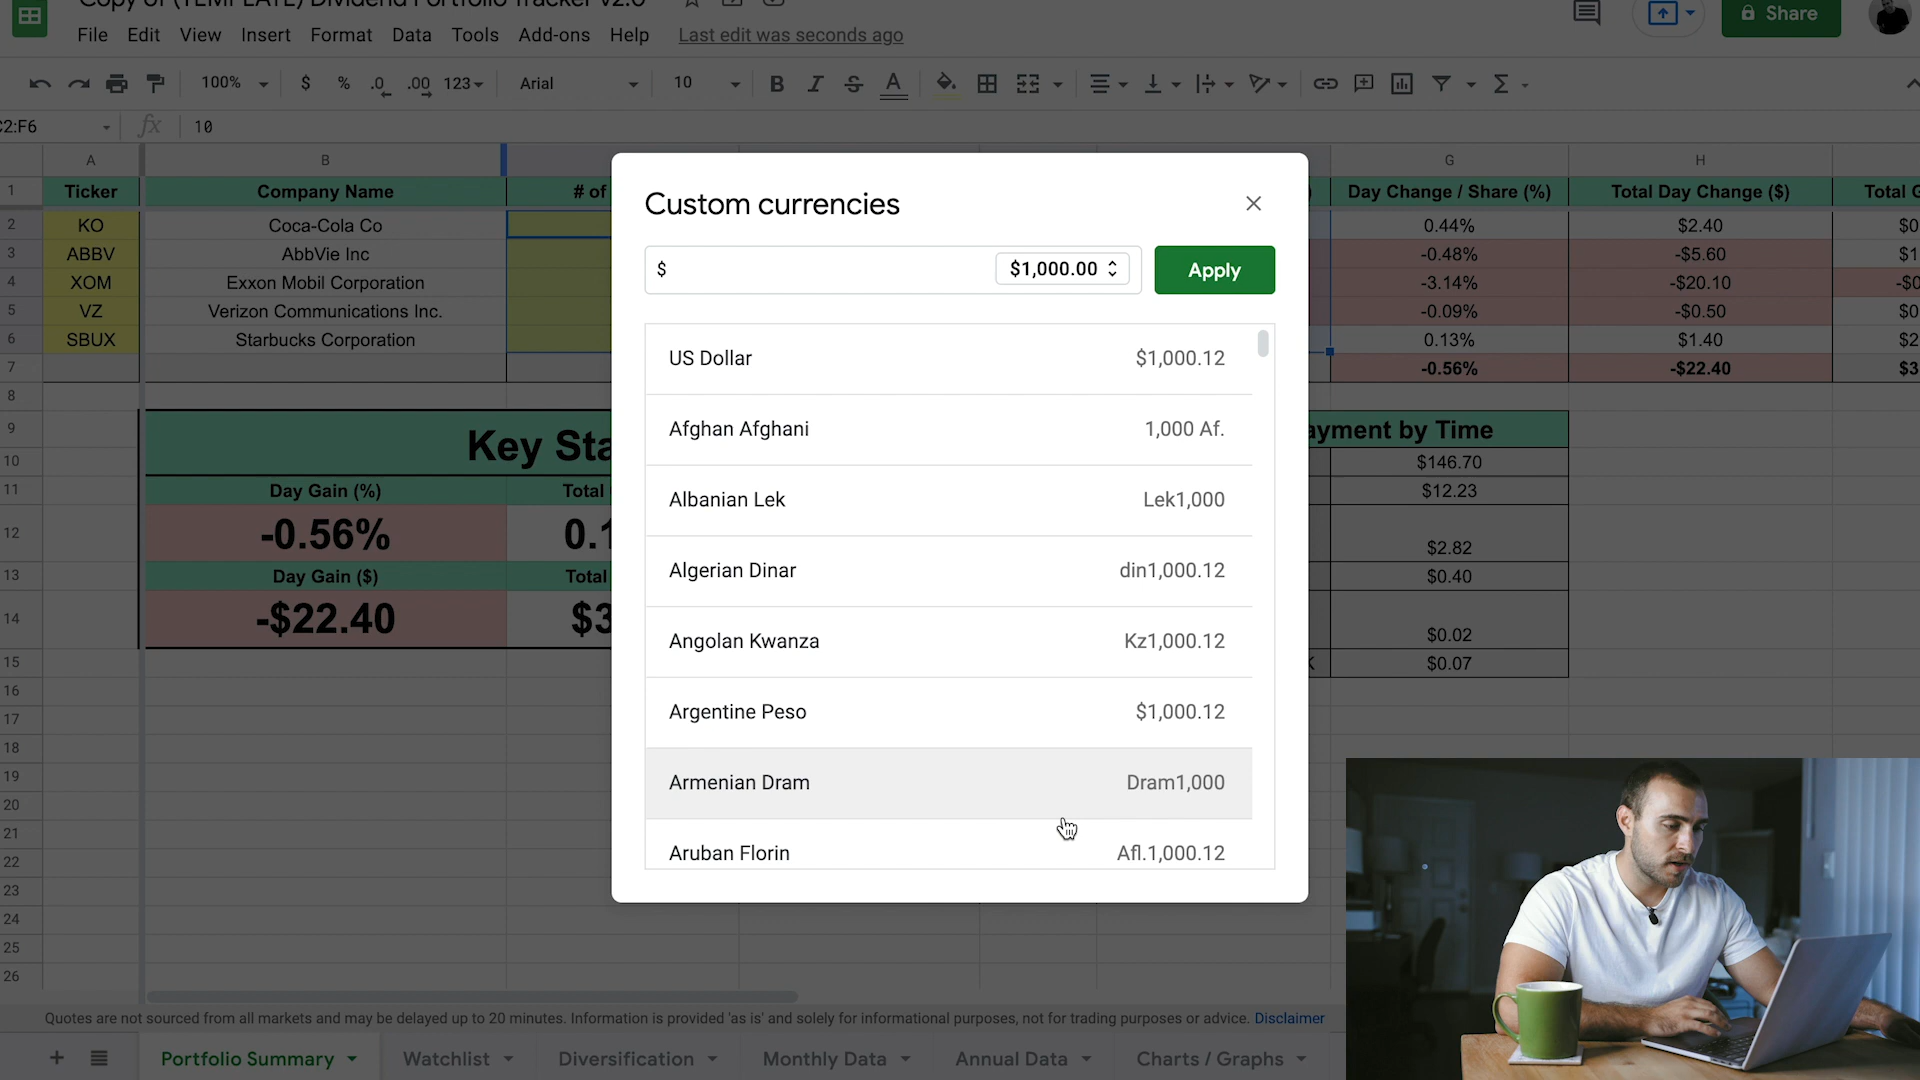 File Edit View Insert Format Data Tools Add-ons Help Last edit was seconds ago
Share
100% $ % .0 .00 123 Arial 10 B I S A
C2:F6 fx 10
A B G H
1 Ticker Company Name # of Day Change / Share (%) Total Day Change ($) Total
2 KO Coca-Cola Co 0.44% $2.40 $0
3 ABBV AbbVie Inc -0.48% -$5.60 $1
4 XOM Exxon Mobil Corporation -3.14% -$20.10 -$0
5 VZ Verizon Communications Inc. -0.09% -$0.50 $0
6 SBUX Starbucks Corporation 0.13% $1.40 $2
7 -0.56% -$22.40 $3
8
9 Key Sta ayment by Time
10 $146.70
11 Day Gain (%) Total $12.23
12 -0.56% 0.1 $2.82
13 Day Gain ($) Total $0.40
14 -$22.40 $3 $0.02
15 K $0.07
16
17
18
19
20
21
22
23
24
25
26
Custom currencies
$ $1,000.00 Apply
US Dollar $1,000.12
Afghan Afghani 1,000 Af.
Albanian Lek Lek1,000
Algerian Dinar din1,000.12
Angolan Kwanza Kz1,000.12
Argentine Peso $1,000.12
Armenian Dram Dram1,000
Aruban Florin Afl.1,000.12
Quotes are not sourced from all markets and may be delayed up to 20 minutes. Information is provided 'as is' and solely for informational purposes, not for trading purposes or advice. Disclaimer
Portfolio Summary Watchlist Diversification Monthly Data Annual Data Charts / Graphs